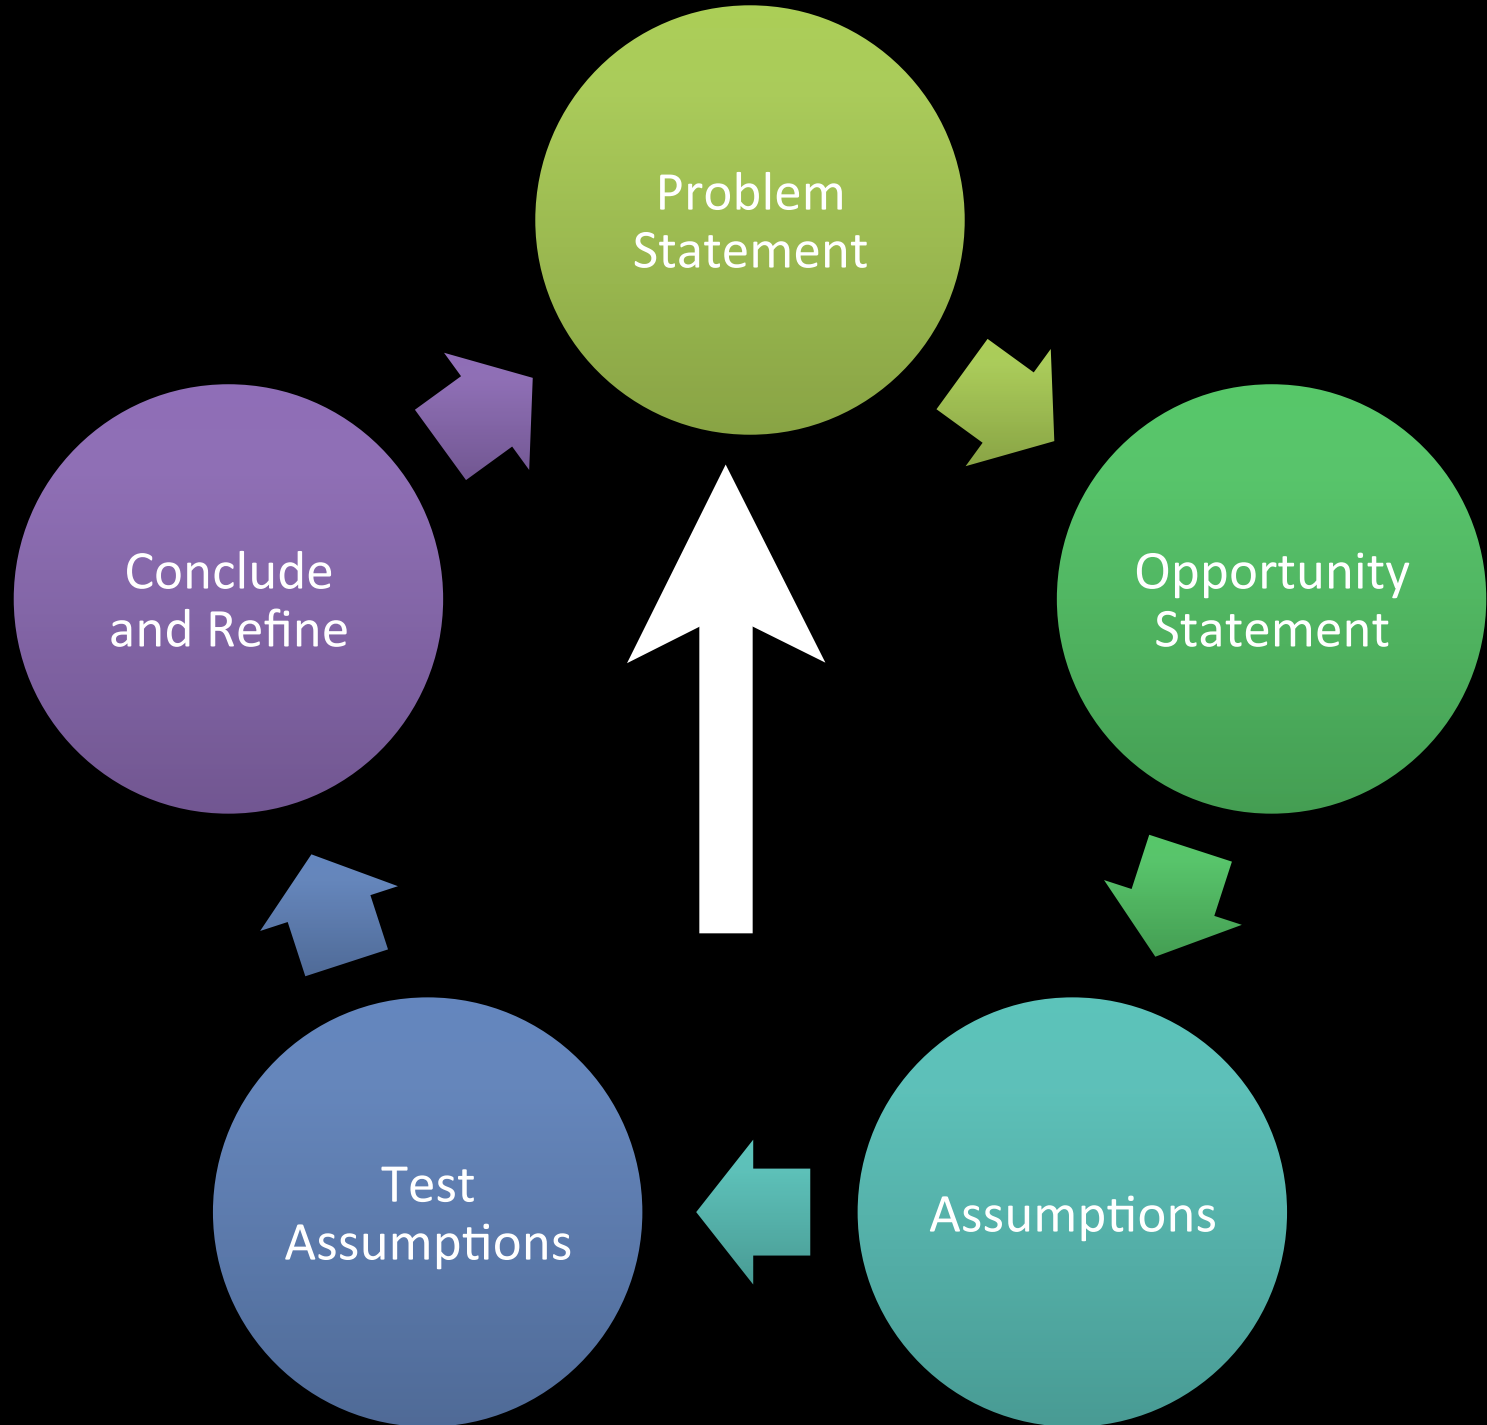 Problem
Statement
Opportunity
Statement
Assumptions
Test
Assumptions
Conclude
and Refine